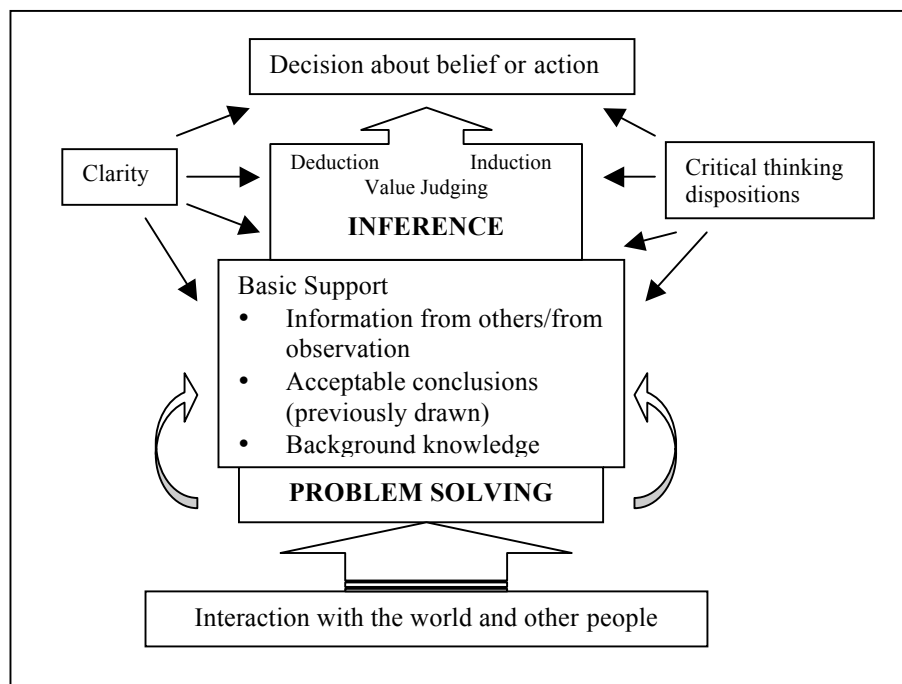 Decision about belief or action
Deduction Induction
Value Judging
INFERENCE
Clarity
Critical thinking
dispositions
Basic Support
• Information from others/from
observation
• Acceptable conclusions
(previously drawn)
• Background knowledge
PROBLEM SOLVING
Interaction with the world and other people